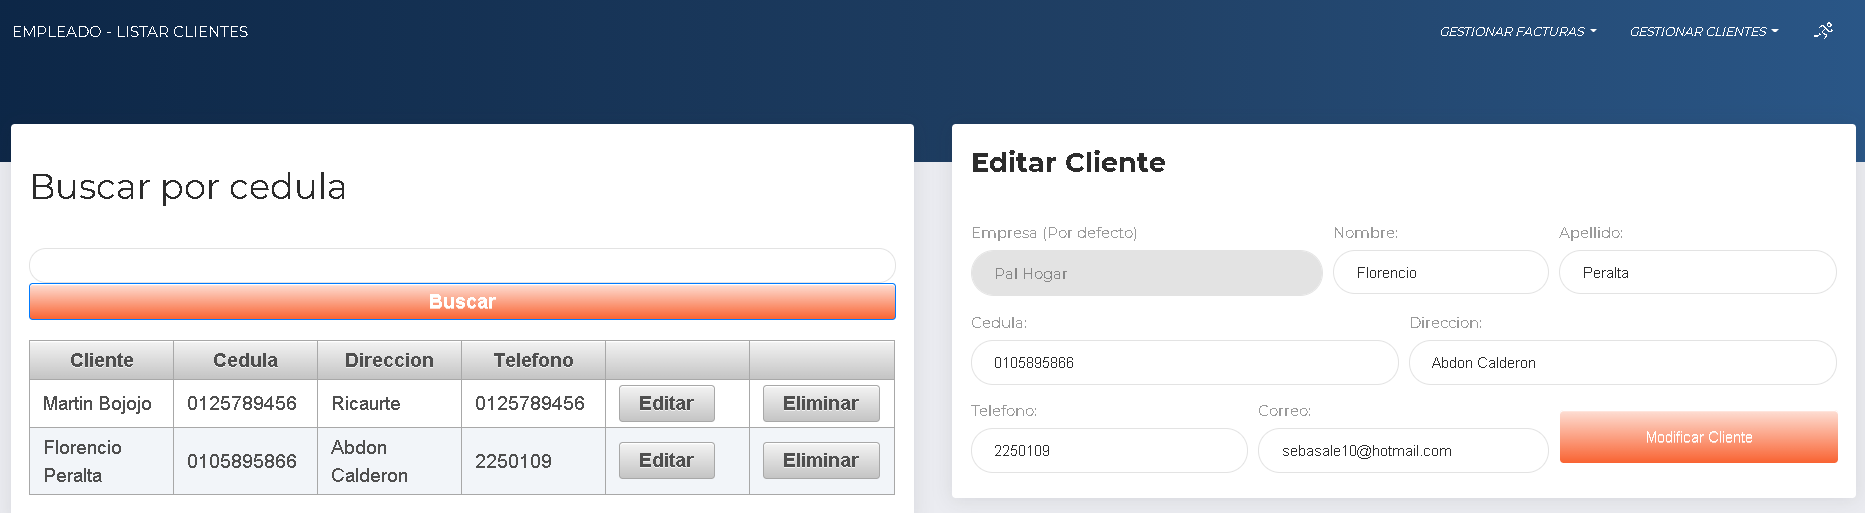 EMPLEADO - LISTAR CLIENTES
GESTIONAR FACTURAS
GESTIONAR CLIENTES
Buscar por cedula
Buscar
Cliente Cedula Direccion Telefono
Martin Bojojo 0125789456 Ricaurte 0125789456 Editar Eliminar
Florencio Peralta 0105895866 Abdon Calderon 2250109 Editar Eliminar
Editar Cliente
Empresa (Por defecto) Nombre: Apellido:
Pal Hogar Florencio Peralta
Cedula: Direccion:
0105895866 Abdon Calderon
Telefono: Correo:
2250109 sebasale10@hotmail.com Modificar Cliente